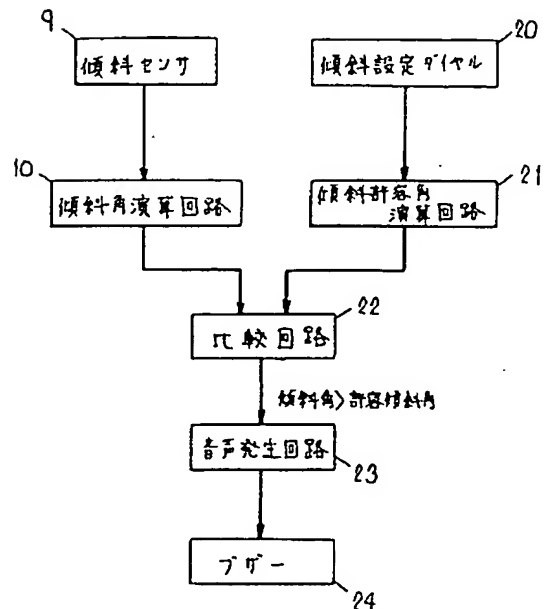 9
傾斜センサ
20
傾斜設定ダイヤル
10
傾斜角演算回路
21
傾斜許容角
演算回路
22
比較回路
傾斜角>許容傾斜角
音声発生回路
23
ブザー
24